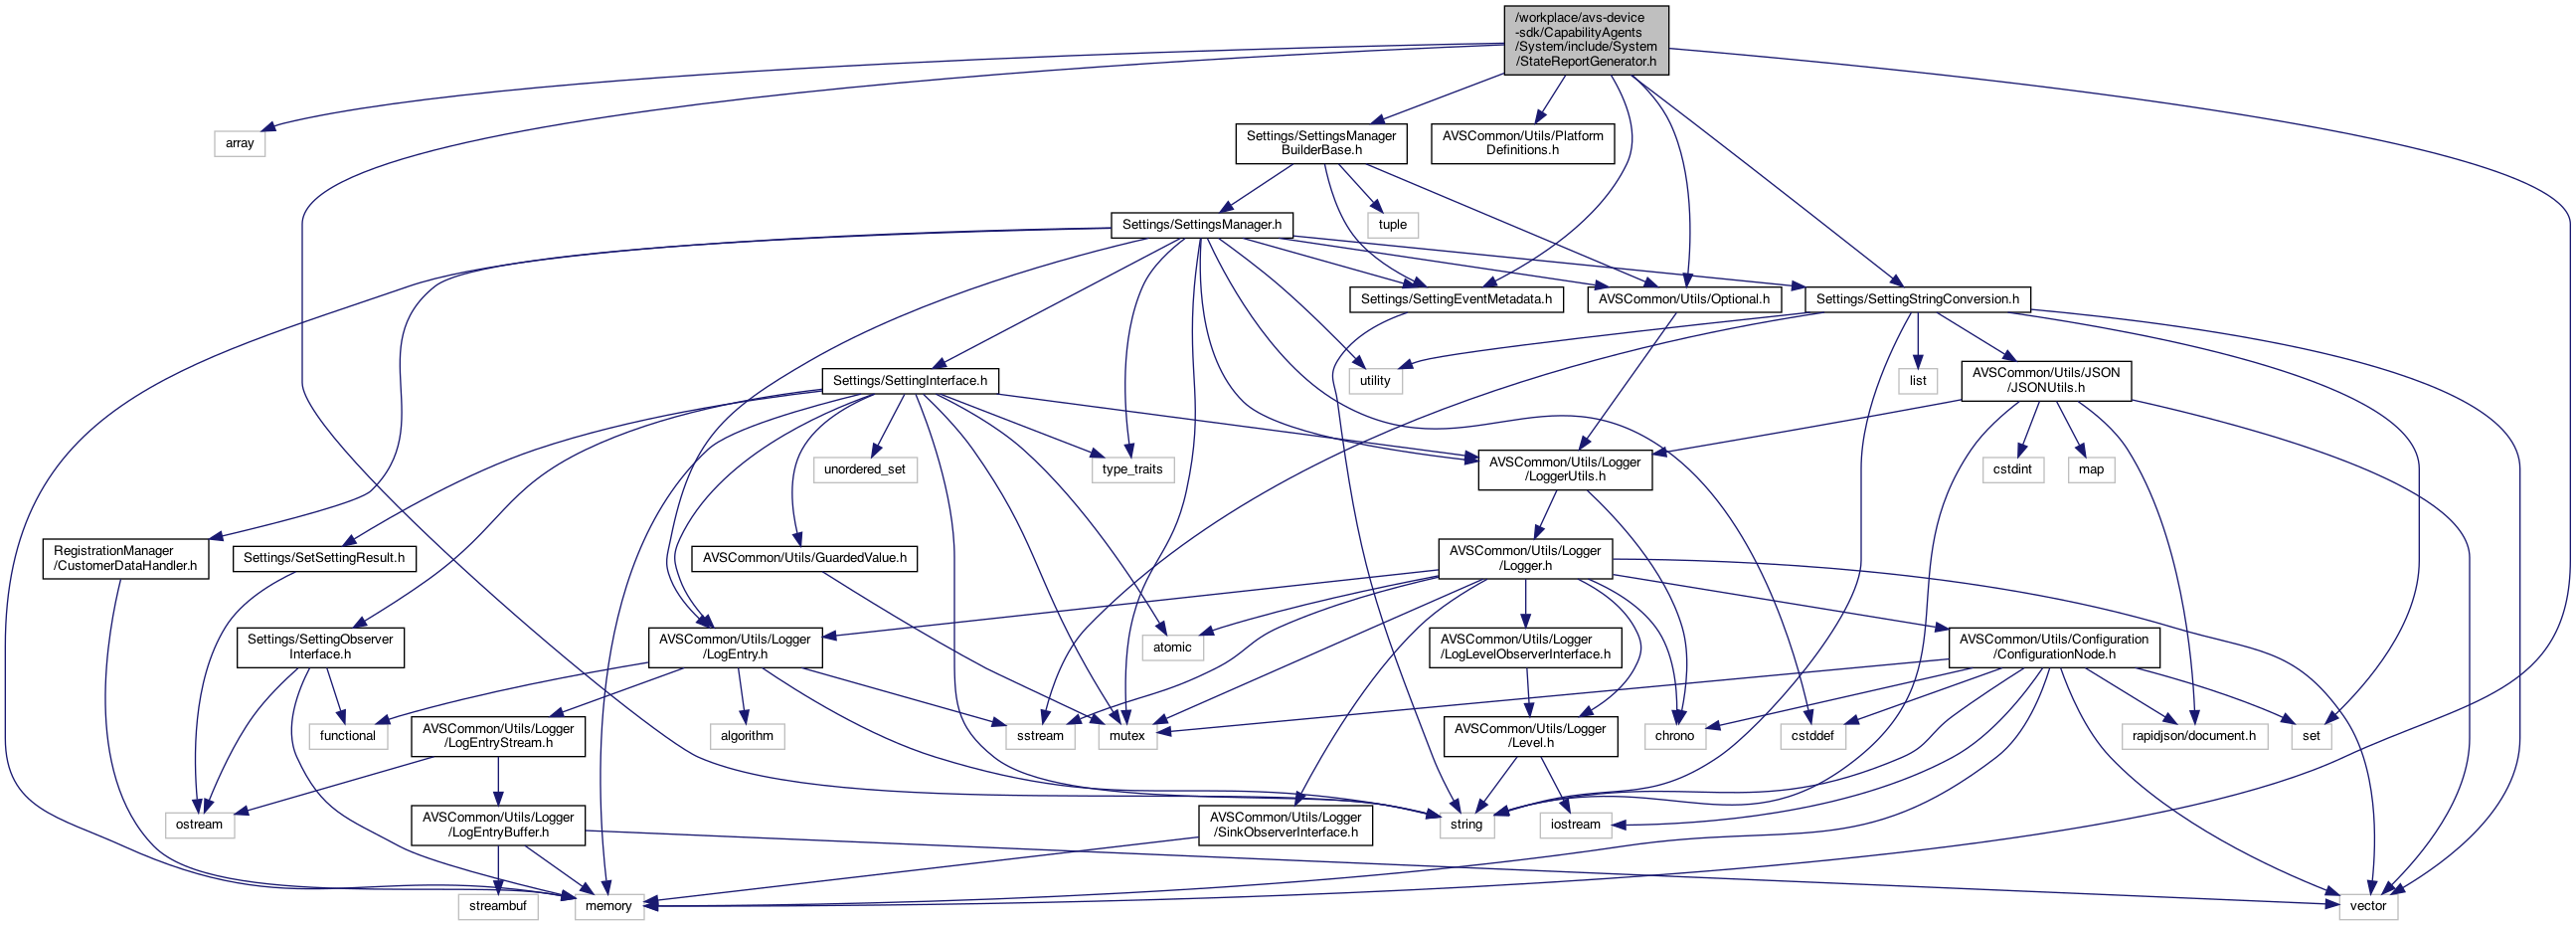 /workplace/avs-device
-sdk/CapabilityAgents
/System/include/System
/StateReportGenerator.h
array
Settings/SettingsManager
BuilderBase.h
AVSCommon/Utils/Platform
Definitions.h
Settings/SettingsManager.h
tuple
Settings/SettingEventMetadata.h
AVSCommon/Utils/Optional.h
Settings/SettingStringConversion.h
Settings/SettingInterface.h
utility
list
AVSCommon/Utils/JSON
/JSONUtils.h
unordered_set
type_traits
AVSCommon/Utils/Logger
/LoggerUtils.h
cstdint
map
RegistrationManager
/CustomerDataHandler.h
Settings/SetSettingResult.h
AVSCommon/Utils/GuardedValue.h
AVSCommon/Utils/Logger
/Logger.h
Settings/SettingObserver
Interface.h
AVSCommon/Utils/Logger
/LogEntry.h
atomic
AVSCommon/Utils/Logger
/LogLevelObserverInterface.h
AVSCommon/Utils/Configuration
/ConfigurationNode.h
functional
AVSCommon/Utils/Logger
/LogEntryStream.h
algorithm
sstream
mutex
AVSCommon/Utils/Logger
/Level.h
chrono
cstddef
rapidjson/document.h
set
ostream
AVSCommon/Utils/Logger
/LogEntryBuffer.h
AVSCommon/Utils/Logger
/SinkObserverInterface.h
string
iostream
streambuf
memory
vector